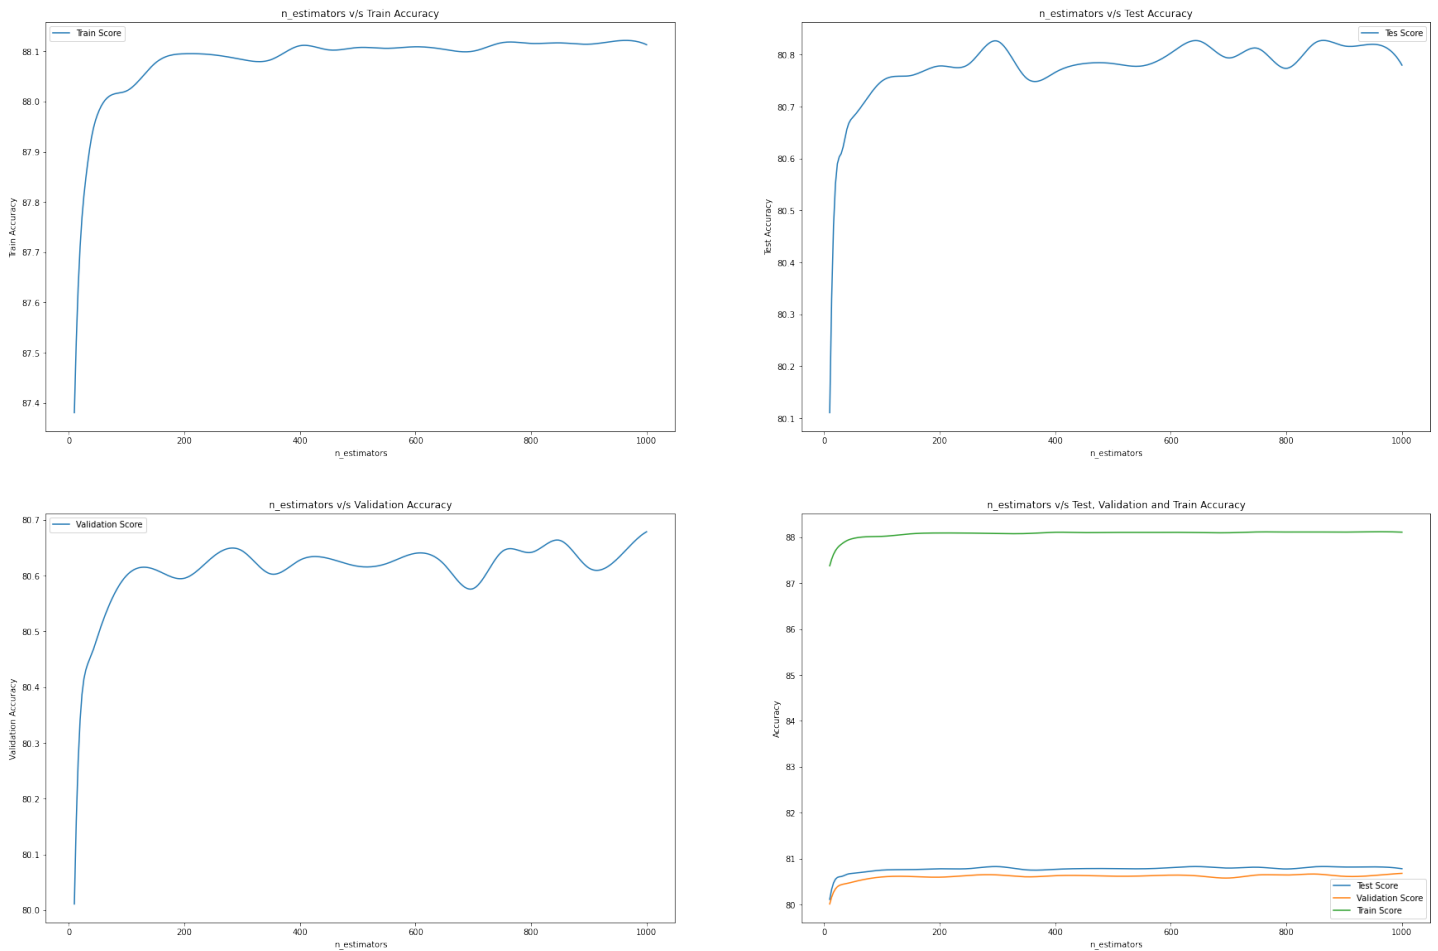 n_estimators v/s Train Accuracy
Train Score
88.1
88.0
87.9
87.8
87.7
87.6
87.5
87.4
Train Accuracy
0 200 400 600 800 1000
n_estimators
n_estimators v/s Test Accuracy
Tes Score
80.8
80.7
80.6
80.5
80.4
80.3
80.2
80.1
Test Accuracy
0 200 400 600 800 1000
n_estimators
n_estimators v/s Validation Accuracy
Validation Score
80.7
80.6
80.5
80.4
80.3
80.2
80.1
80.0
Validation Accuracy
0 200 400 600 800 1000
n_estimators
n_estimators v/s Test, Validation and Train Accuracy
88
87
86
85
84
83
82
81
80
Accuracy
Test Score
Validation Score
Train Score
0 200 400 600 800 1000
n_estimators